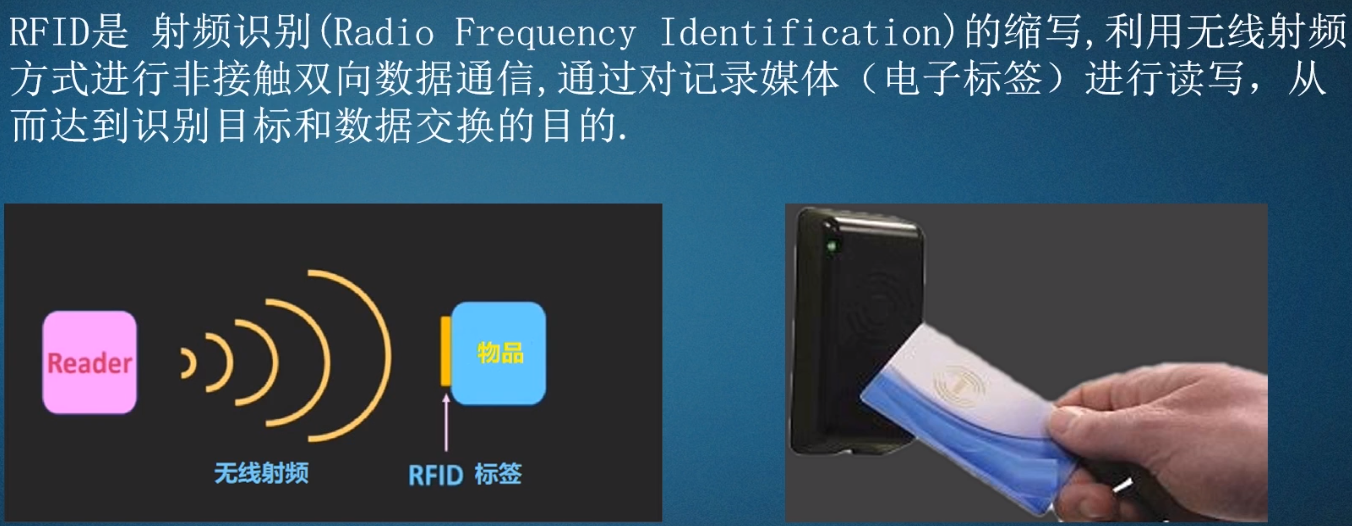 RFID是 射频识别(Radio Frequency Identification)的缩写,利用无线射频
方式进行非接触双向数据通信,通过对记录媒体（电子标签）进行读写，从
而达到识别目标和数据交换的目的.
Reader
物品
无线射频
RFID 标签